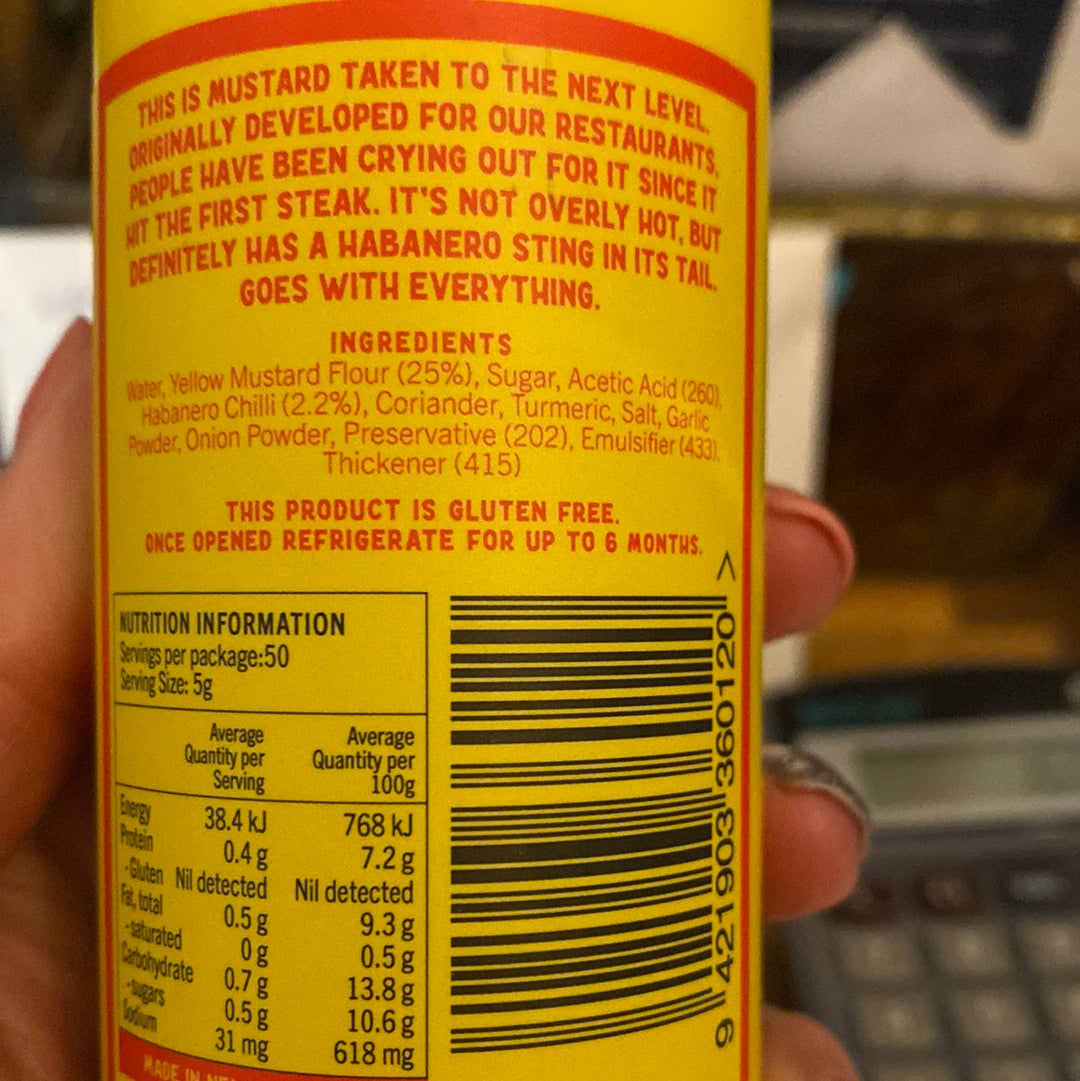 THIS IS MUSTARD TAKEN TO THE NEXT LEVEL.
ORIGINALLY DEVELOPED FOR OUR RESTAURANTS,
PEOPLE HAVE BEEN CRYING OUT FOR IT SINCE IT
HIT THE FIRST STEAK. IT'S NOT OVERLY HOT, BUT
DEFINITELY HAS A HABANERO STING IN ITS TAIL.
GOES WITH EVERYTHING.
INGREDIENTS
Water, Yellow Mustard Flour (25%), Sugar, Acetic Acid (260),
Habanero Chilli (2.2%), Coriander, Turmeric, Salt, Garlic
Powder, Onion Powder, Preservative (202), Emulsifier (433),
Thickener (415)
THIS PRODUCT IS GLUTEN FREE.
ONCE OPENED REFRIGERATE FOR UP TO 6 MONTHS.
NUTRITION INFORMATION
Servings per package:50
Serving Size: 5g
Average Quantity per Serving Average Quantity per 100g
Energy 38.4 kJ 768 kJ
Protein 0.4 g 7.2 g
-Gluten Nil detected Nil detected
Fat, total 0.5 g 9.3 g
-saturated 0 g 0.5 g
Carbohydrate 0.7 g 13.8 g
-sugars 0.5 g 10.6 g
Sodium 31 mg 618 mg
MADE IN
9 421903 360120 >